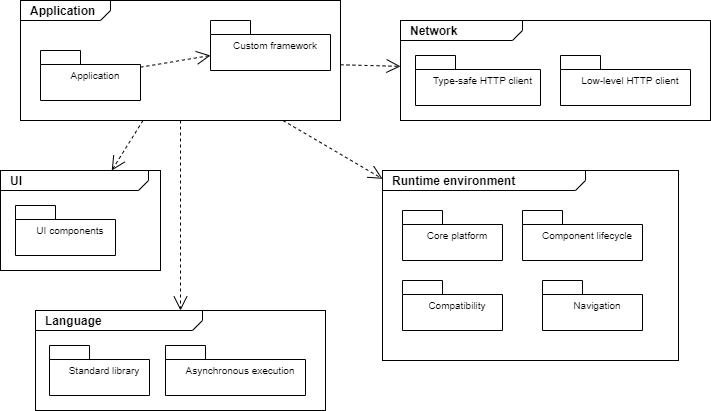 Application
Custom framework
Application
Network
Type-safe HTTP client
Low-level HTTP client
UI
UI components
Runtime environment
Core platform
Component lifecycle
Compatibility
Navigation
Language
Standard library
Asynchronous execution